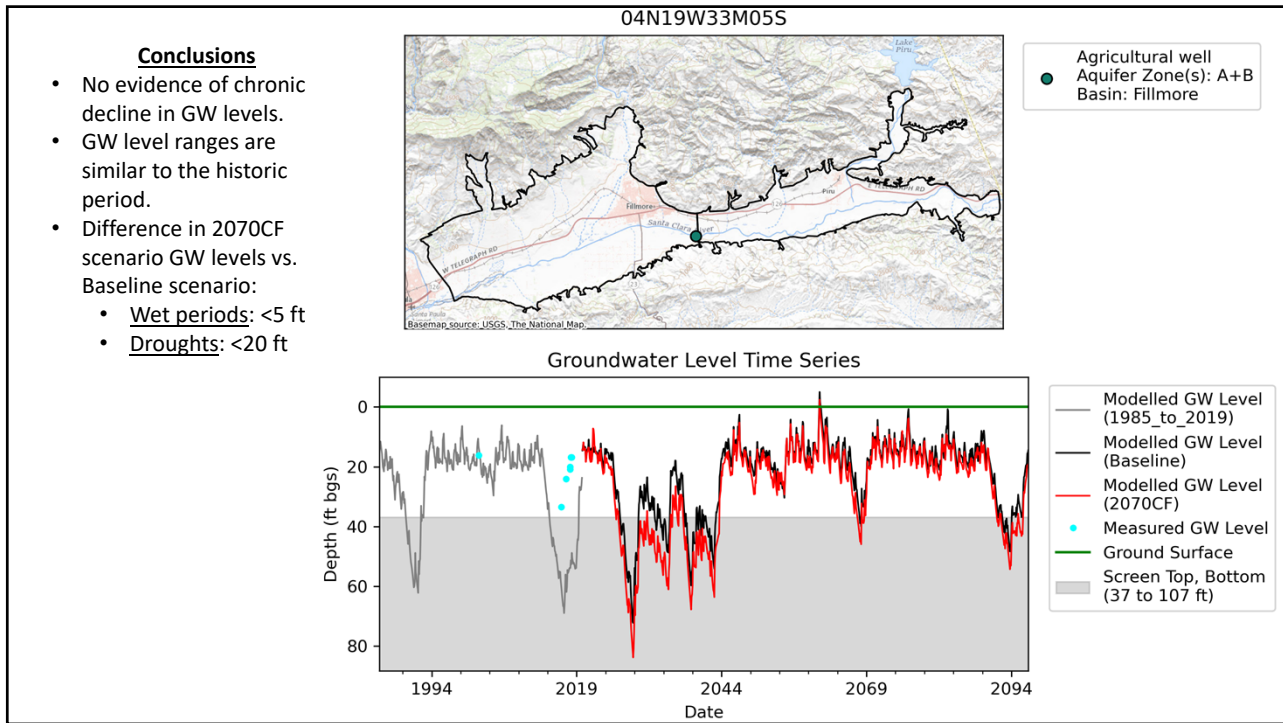 04N19W33M05S
Conclusions
• No evidence of chronic
decline in GW levels.
• GW level ranges are
similar to the historic
period.
• Difference in 2070CF
scenario GW levels vs.
Baseline scenario:
• Wet periods: <5 ft
• Droughts: <20 ft
Lake
Piru
Piru
E TELEGRAPH RD
126
Fillmore
Santa Clara River
W TELEGRAPH RD
126
23
Santa Paula
Basemap source: USGS, The National Map.
Agricultural well
Aquifer Zone(s): A+B
Basin: Fillmore
Groundwater Level Time Series
Depth (ft bgs)
0
20
40
60
80
1994
2019
2044
2069
2094
Date
Modelled GW Level
(1985_to_2019)
Modelled GW Level
(Baseline)
Modelled GW Level
(2070CF)
Measured GW Level
Ground Surface
Screen Top, Bottom
(37 to 107 ft)